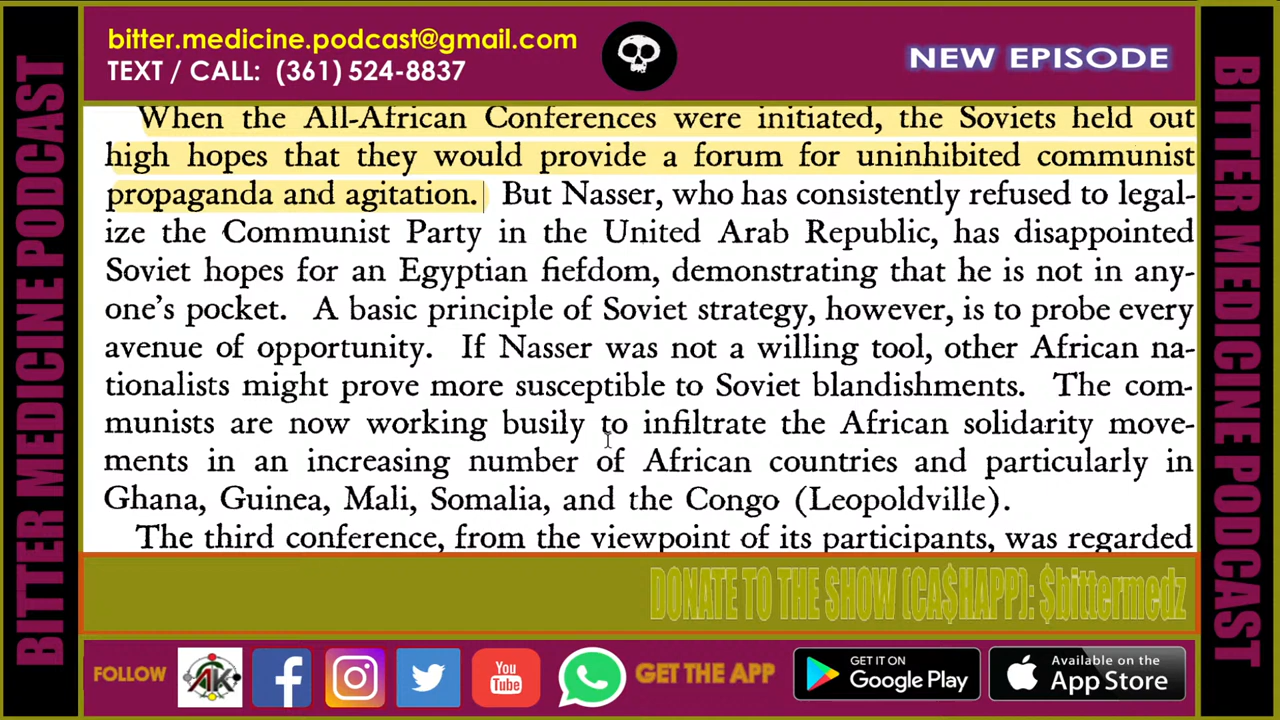 bitter.medicine.podcast@gmail.com
TEXT / CALL: (361) 524-8837
NEW EPISODE
BITTER MEDICINE PODCAST
When the All-African Conferences were initiated, the Soviets held out
high hopes that they would provide a forum for uninhibited communist
propaganda and agitation. But Nasser, who has consistently refused to legal-
ize the Communist Party in the United Arab Republic, has disappointed
Soviet hopes for an Egyptian fiefdom, demonstrating that he is not in any-
one's pocket. A basic principle of Soviet strategy, however, is to probe every
avenue of opportunity. If Nasser was not a willing tool, other African na-
tionalists might prove more susceptible to Soviet blandishments. The com-
munists are now working busily to infiltrate the African solidarity move-
ments in an increasing number of African countries and particularly in
Ghana, Guinea, Mali, Somalia, and the Congo (Leopoldville).
The third conference, from the viewpoint of its participants, was regarded
BITTER MEDICINE PODCAST
DONATE TO THE SHOW (CA$HAPP): $bittermedz
FOLLOW
ATK
You
Tube
GET THE APP
GET IT ON
Google Play
Available on the
App Store